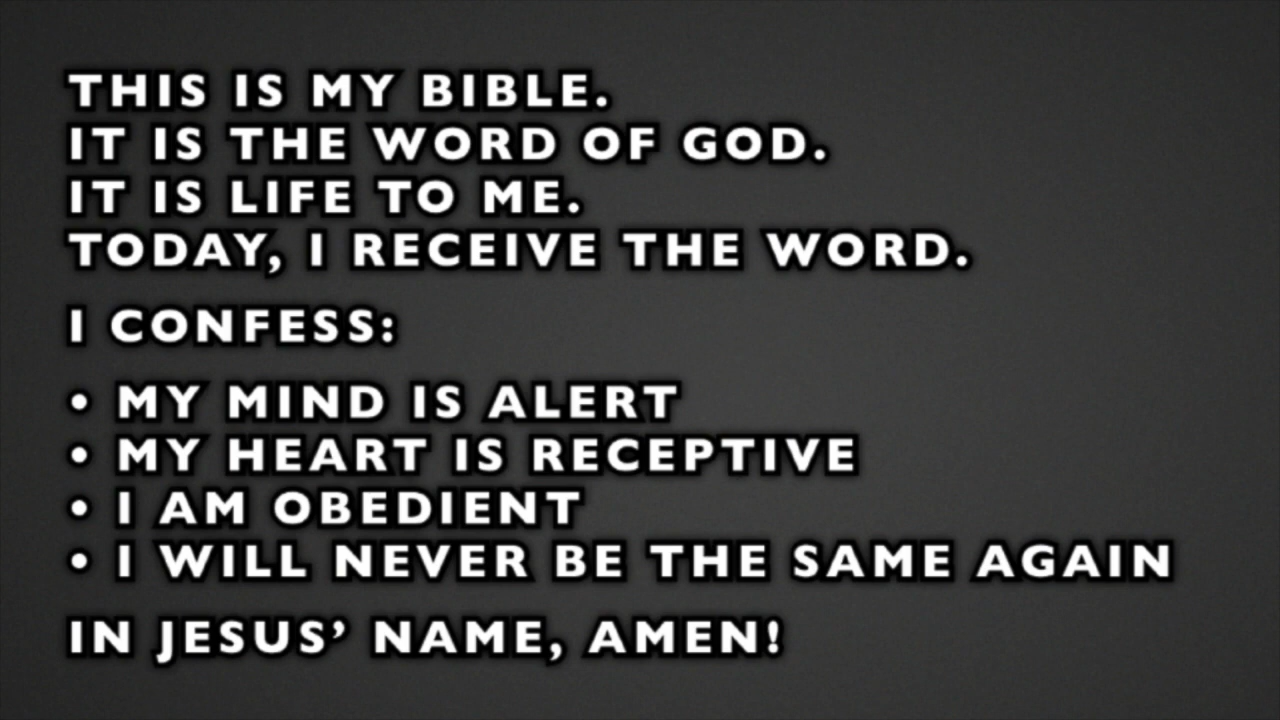 THIS IS MY BIBLE.
IT IS THE WORD OF GOD.
IT IS LIFE TO ME.
TODAY, I RECEIVE THE WORD.
I CONFESS:
• MY MIND IS ALERT
• MY HEART IS RECEPTIVE
• I AM OBEDIENT
• I WILL NEVER BE THE SAME AGAIN
IN JESUS’ NAME, AMEN!